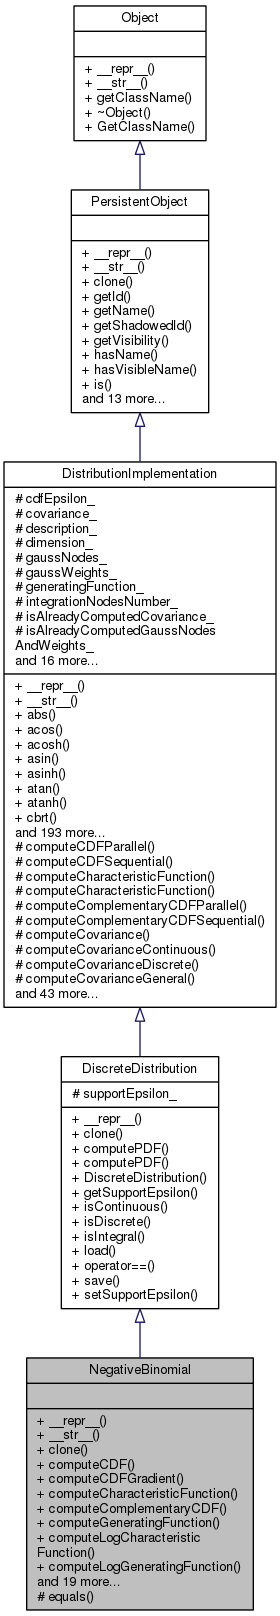 Object
+ __repr__()
+ __str__()
+ getClassName()
+ ~Object()
+ GetClassName()
PersistentObject
+ __repr__()
+ __str__()
+ clone()
+ getId()
+ getName()
+ getShadowedId()
+ getVisibility()
+ hasName()
+ hasVisibleName()
+ is()
and 13 more...
DistributionImplementation
# cdfEpsilon_
# covariance_
# description_
# dimension_
# gaussNodes_
# gaussWeights_
# generatingFunction_
# integrationNodesNumber_
# isAlreadyComputedCovariance_
# isAlreadyComputedGaussNodes
AndWeights_
and 16 more...
+ __repr__()
+ __str__()
+ abs()
+ acos()
+ acosh()
+ asin()
+ asinh()
+ atan()
+ atanh()
+ cbrt()
and 193 more...
# computeCDFParallel()
# computeCDFSequential()
# computeCharacteristicFunction()
# computeCharacteristicFunction()
# computeComplementaryCDFParallel()
# computeComplementaryCDFSequential()
# computeCovariance()
# computeCovarianceContinuous()
# computeCovarianceDiscrete()
# computeCovarianceGeneral()
and 43 more...
DiscreteDistribution
# supportEpsilon_
+ __repr__()
+ clone()
+ computePDF()
+ computePDF()
+ DiscreteDistribution()
+ getSupportEpsilon()
+ isContinuous()
+ isDiscrete()
+ isIntegral()
+ load()
+ operator==()
+ save()
+ setSupportEpsilon()
NegativeBinomial
+ __repr__()
+ __str__()
+ clone()
+ computeCDF()
+ computeCDFGradient()
+ computeCharacteristicFunction()
+ computeComplementaryCDF()
+ computeGeneratingFunction()
+ computeLogCharacteristic
Function()
+ computeLogGeneratingFunction()
and 19 more...
# equals()